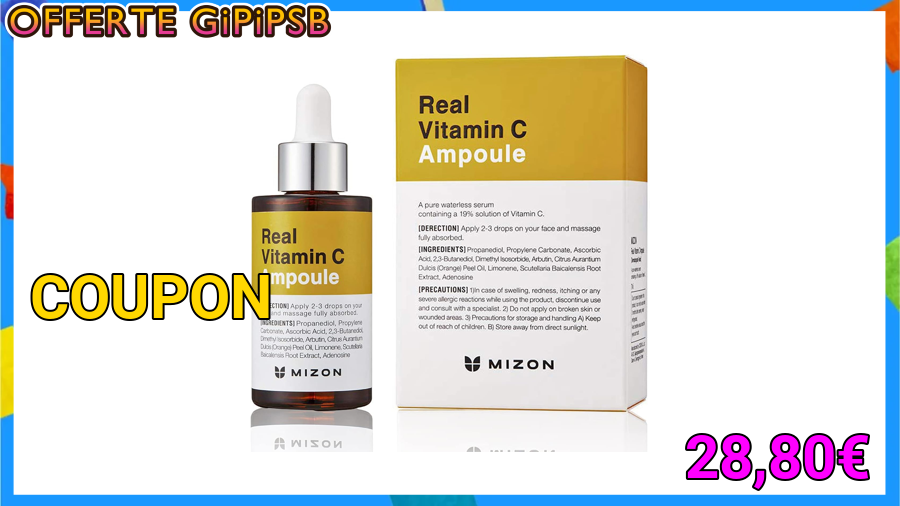 OFFERTE GiPiPSB
Real
Vitamin C
Ampoule
A pure waterless serum
containing a 19% solution of Vitamin C.
[DERECTION] Apply 2-3 drops on your face and massage
fully absorbed.
[INGREDIENTS] Propanediol, Propylene Carbonate, Ascorbic
Acid, 2,3-Butanediol, Dimethyl Isosorbide, Arbutin, Citrus Aurantium
Dulcis (Orange) Peel Oil, Limonene, Scutellaria Baicalensis Root
Extract, Adenosine
[PRECAUTIONS] 1)In case of swelling, redness, itching or any
severe allergic reactions while using the product, discontinue use
and consult with a specialist. 2) Do not apply on broken skin or
wounded areas. 3) Precautions for storage and handling A) Keep
out of reach of children. B) Store away from direct sunlight.
MIZON
Real
Vitamin C
Ampoule
COUPON
RECTION] Apply 2-3 drops on your
and massage fully absorbed.
[INGREDIENTS] Propanediol, Propylene
Carbonate, Ascorbic Acid, 2,3-Butanediol,
Dimethyl Isosorbide, Arbutin, Citrus Aurantium
Dulcis (Orange) Peel Oil, Limonene, Scutellaria
Baicalensis Root Extract, Adenosine
MIZON
28,80€